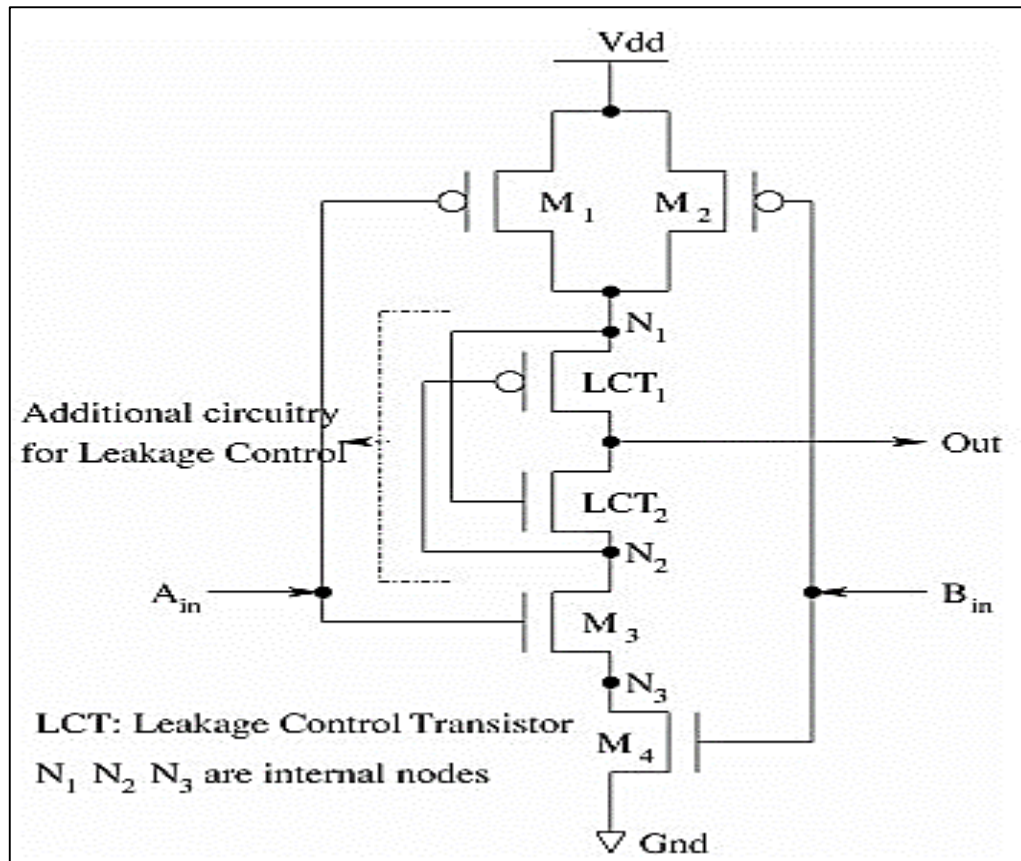 Vdd
M₁ M₂
N₁
LCT₁
Additional circuitry
for Leakage Control
Out
LCT₂
N₂
Aᵢₙ
Bᵢₙ
M₃
N₃
LCT: Leakage Control Transistor
M₄
N₁ N₂ N₃ are internal nodes
Gnd